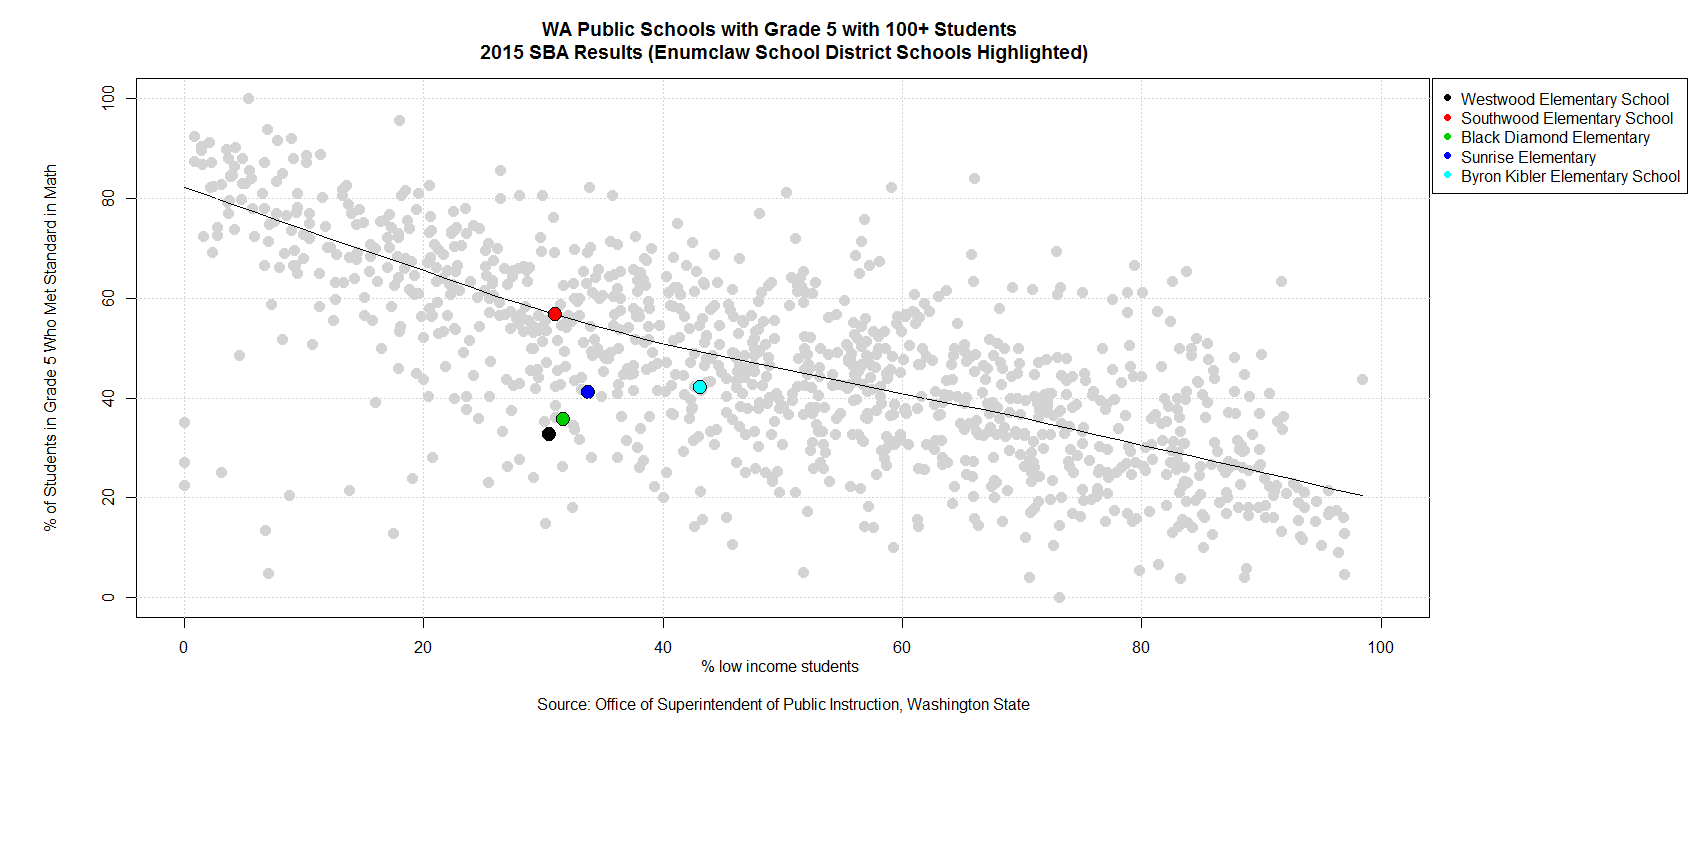 WA Public Schools with Grade 5 with 100+ Students
2015 SBA Results (Enumclaw School District Schools Highlighted)
Westwood Elementary School
Southwood Elementary School
Black Diamond Elementary
Sunrise Elementary
Byron Kibler Elementary School
% of Students in Grade 5 Who Met Standard in Math
100
80
60
40
20
0
0 20 40 60 80 100
% low income students
Source: Office of Superintendent of Public Instruction, Washington State